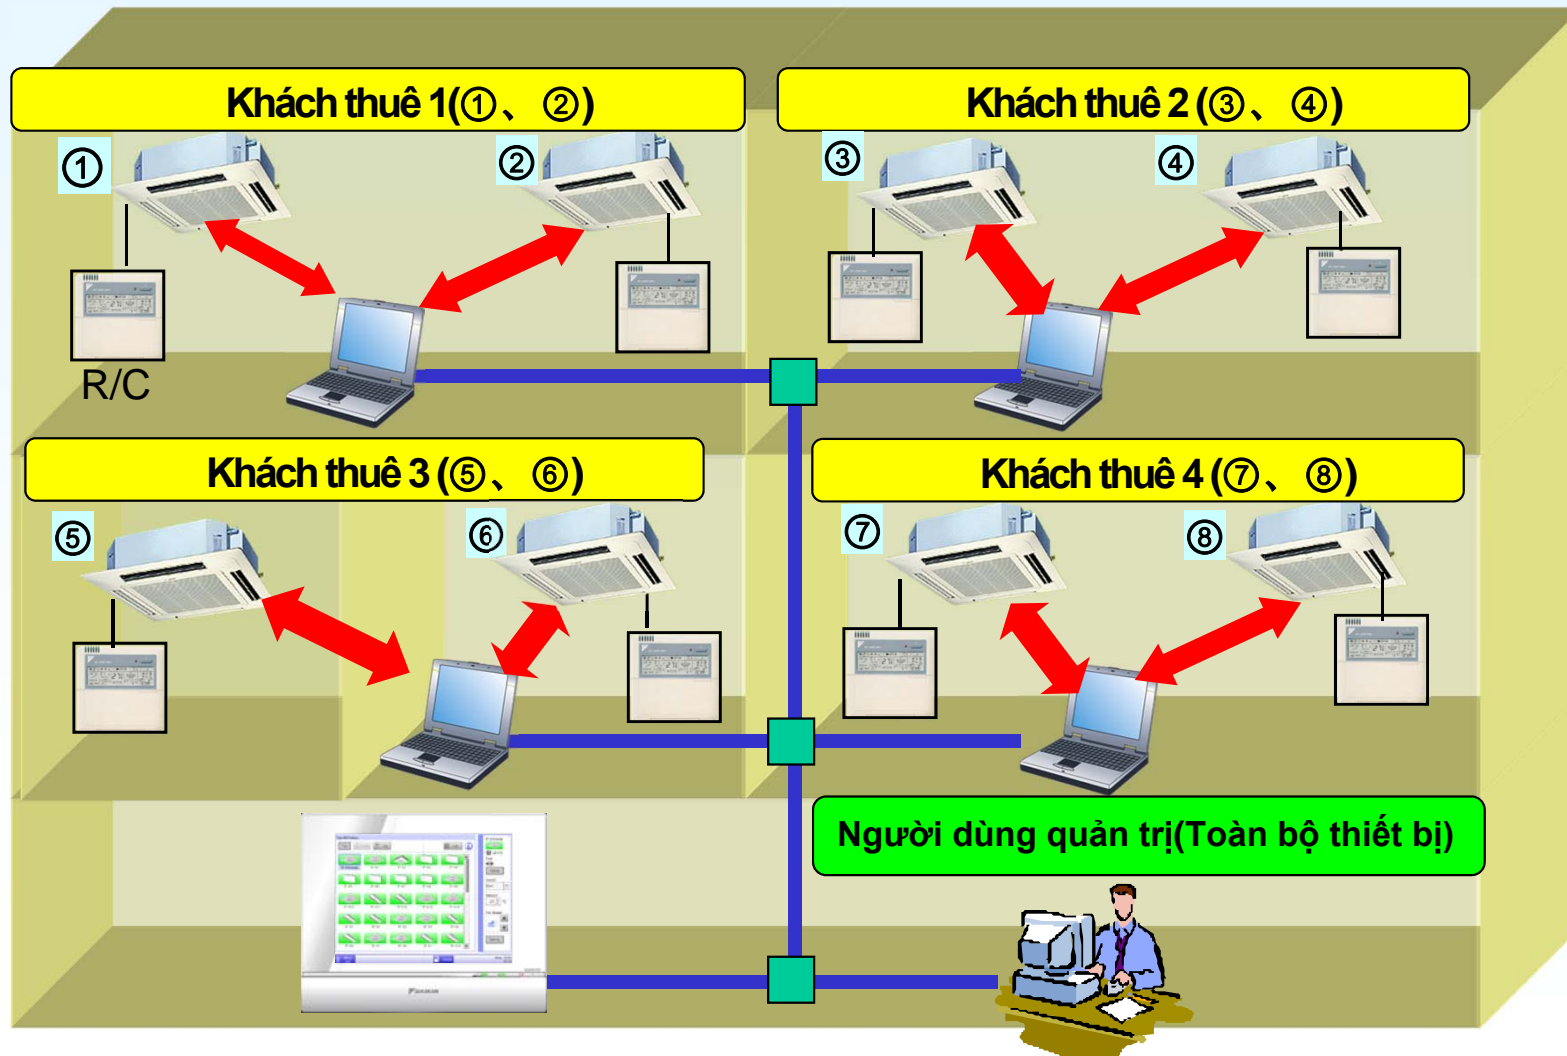 Khách thuê 1(①、 ②)
Khách thuê 2 (③、 ④)
①
②
③
④
R/C
Khách thuê 3 (⑤、 ⑥)
Khách thuê 4 (⑦、 ⑧)
⑤
⑥
⑦
⑧
Người dùng quản trị(Toàn bộ thiết bị)
DAIKIN